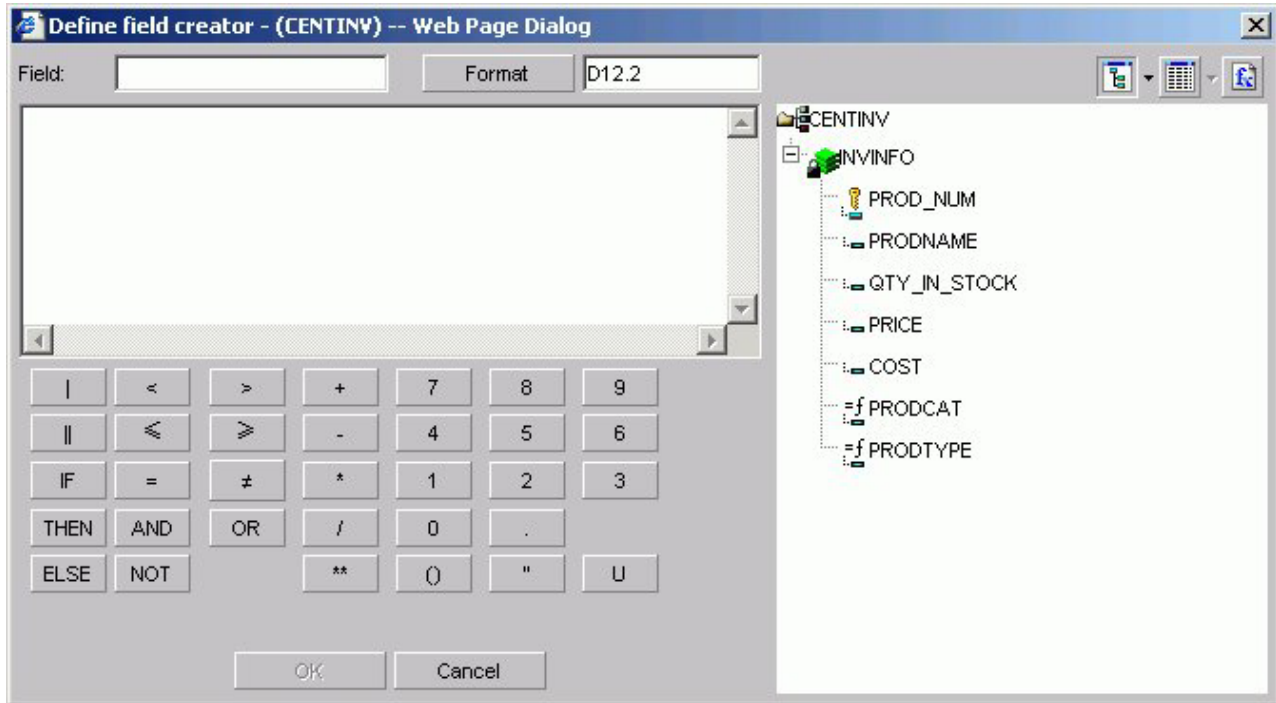 Define field creator - (CENTINV) -- Web Page Dialog
Field: Format D12.2
CENTINV
INVINFO
PROD_NUM
PRODNAME
QTY_IN_STOCK
PRICE
COST
PRODCAT
PRODTYPE
| < > + 7 8 9
|| ≤ ≥ - 4 5 6
IF = ≠ * 1 2 3
THEN AND OR / 0 .
ELSE NOT ** () " U
OK Cancel